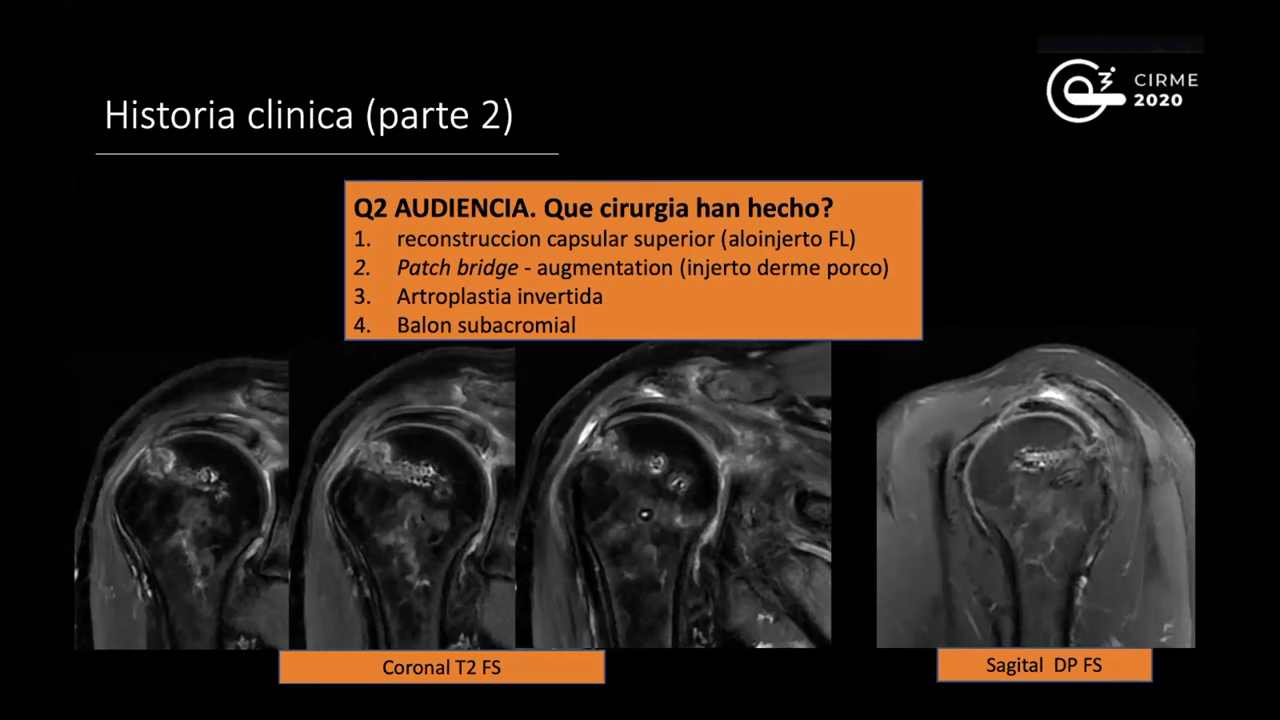 CIRME
2020
Historia clinica (parte 2)
Q2 AUDIENCIA. Que cirurgia han hecho?
1. reconstruccion capsular superior (aloinjerto FL)
2. Patch bridge - augmentation (injerto derme porco)
3. Artroplastia invertida
4. Balon subacromial
Coronal T2 FS
Sagital DP FS